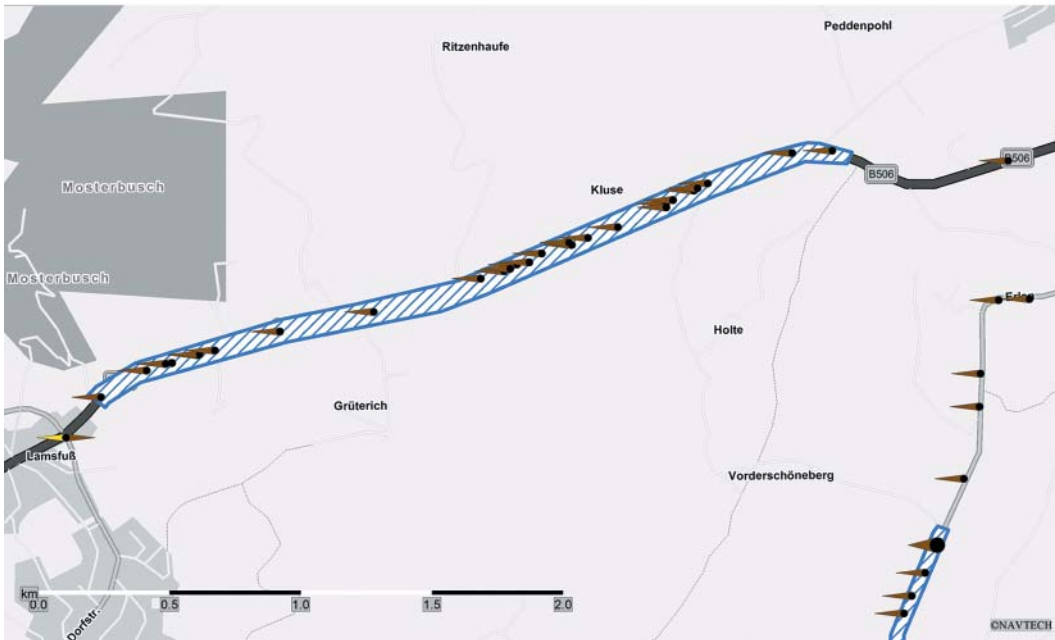 Peddenpohl
Ritzenhaufe
B506
B506
Mosterbusch
Kluse
Mosterbusch
Erlen
Holte
Grüterich
Lamsfuß
Vorderschöneberg
km
0.0
0.5
1.0
1.5
2.0
Dorfstr.
©NAVTECH